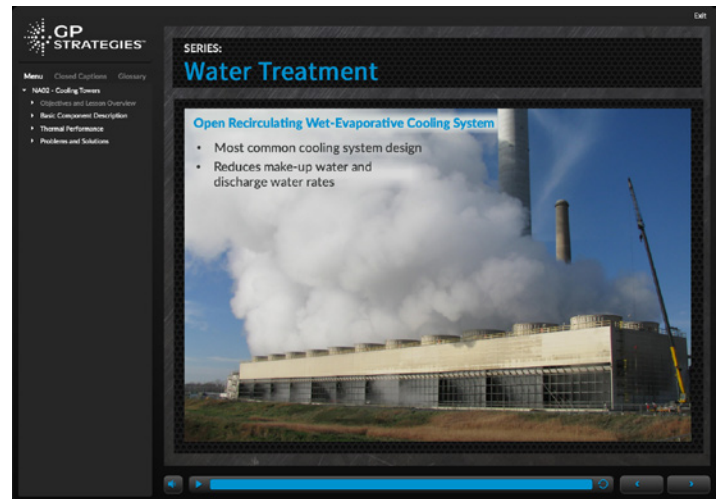 Exit
GP
STRATEGIES
Menu Closed Captions Glossary
NA02 - Cooling Towers
Objectives and Lesson Overview
Basic Component Description
Thermal Performance
Problems and Solutions
SERIES:
Water Treatment
Open Recirculating Wet-Evaporative Cooling System
• Most common cooling system design
• Reduces make-up water and
discharge water rates